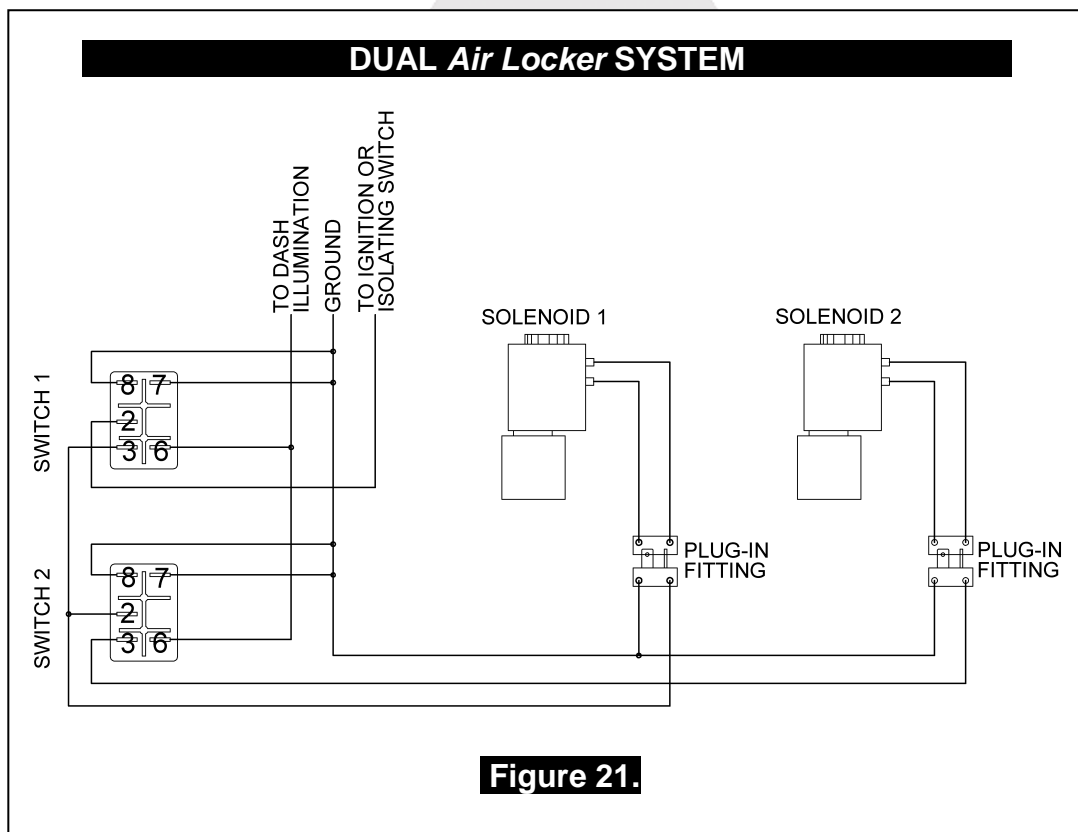 DUAL Air Locker SYSTEM
TO DASH
ILLUMINATION
GROUND
TO IGNITION OR
ISOLATING SWITCH
SOLENOID 1
SOLENOID 2
SWITCH 1
8 7
2
3 6
SWITCH 2
8 7
2
3 6
PLUG-IN
FITTING
PLUG-IN
FITTING
Figure 21.